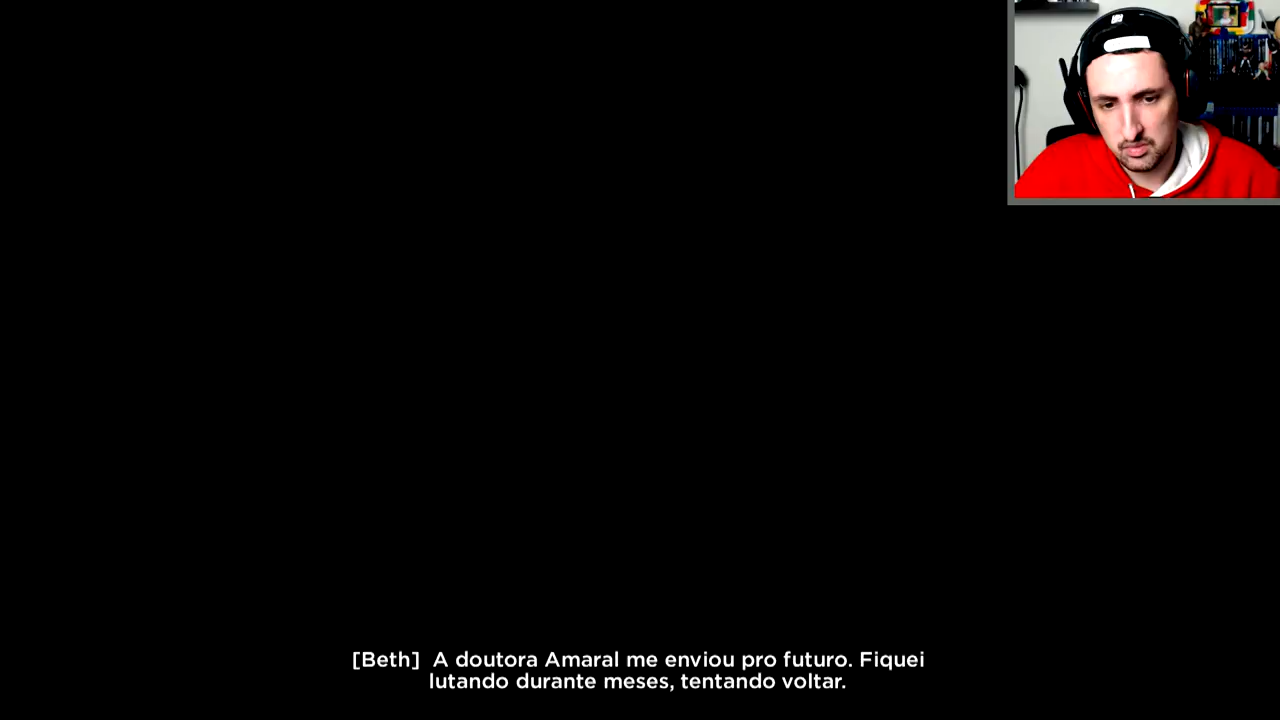 [Beth]  A doutora Amaral me enviou pro futuro. Fiquei
lutando durante meses, tentando voltar.